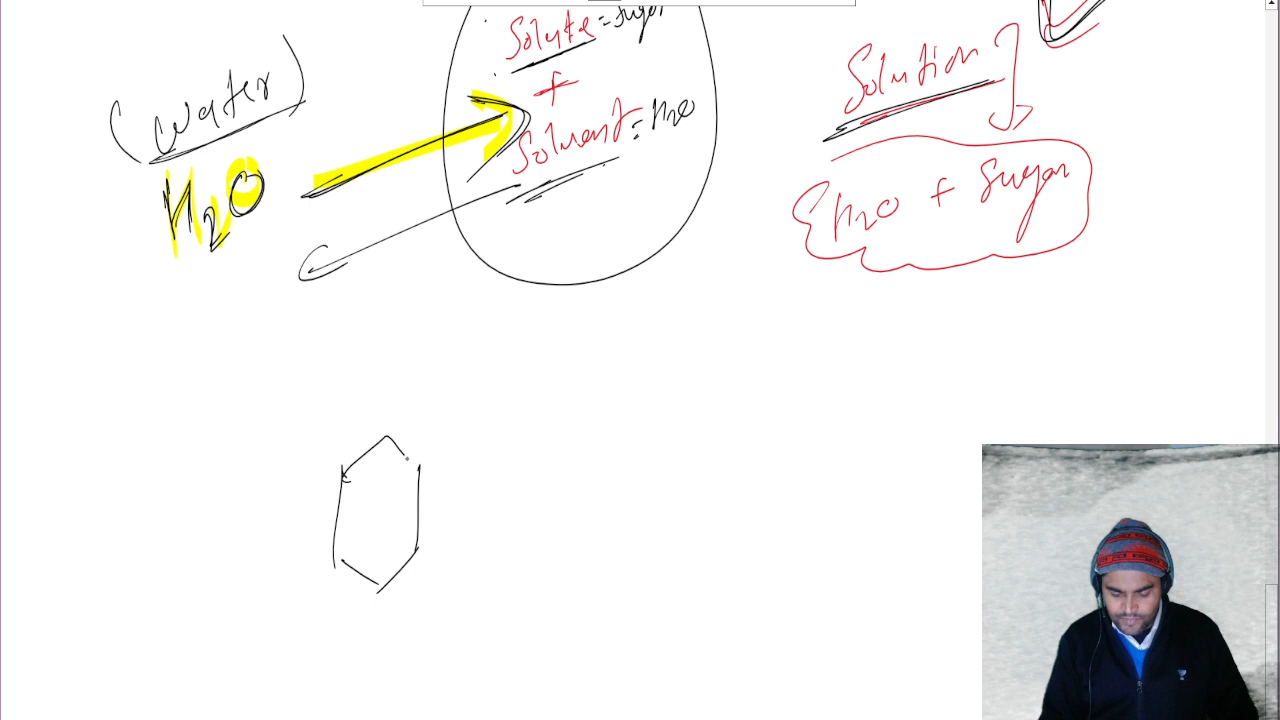 Solute = sugar
+
Solvent = H2O
(water)
H2O
Solution
{H2O + Sugar